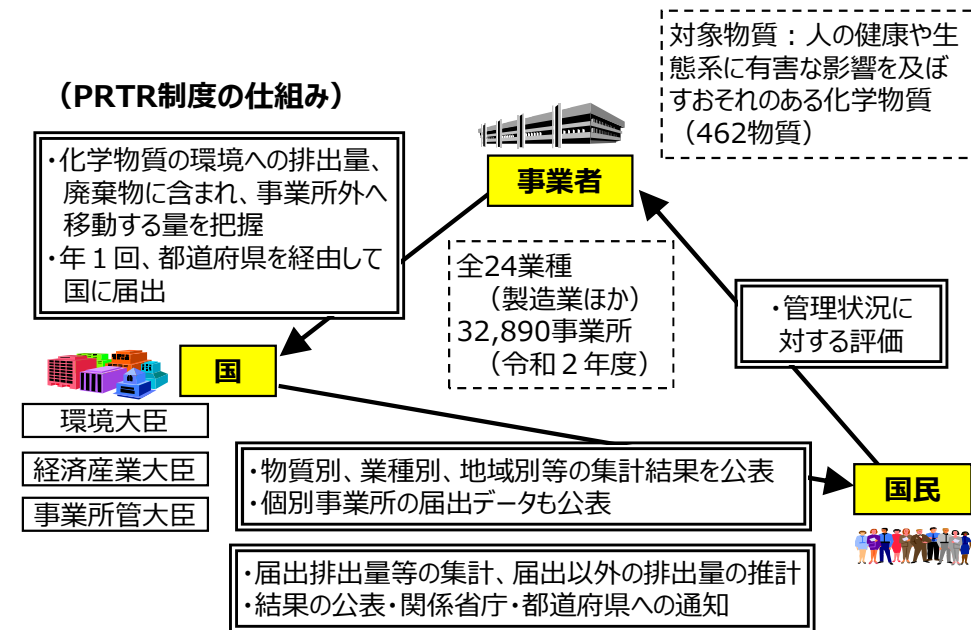 対象物質：人の健康や生
態系に有害な影響を及ぼ
すおそれのある化学物質
（462物質）
（PRTR制度の仕組み）
・化学物質の環境への排出量、
廃棄物に含まれ、事業所外へ
移動する量を把握
・年１回、都道府県を経由して
国に届出
事業者
全24業種
（製造業ほか）
32,890事業所
（令和２年度）
・管理状況に
対する評価
国
環境大臣
経済産業大臣
事業所管大臣
・物質別、業種別、地域別等の集計結果を公表
・個別事業所の届出データも公表
国民
・届出排出量等の集計、届出以外の排出量の推計
・結果の公表・関係省庁・都道府県への通知